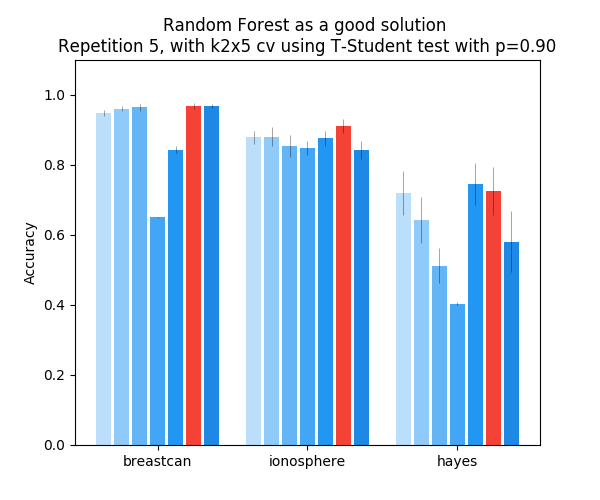 Random Forest as a good solution
Repetition 5, with k2x5 cv using T-Student test with p=0.90
1.0
0.8
0.6
0.4
0.2
0.0
Accuracy
breastcan
ionosphere
hayes